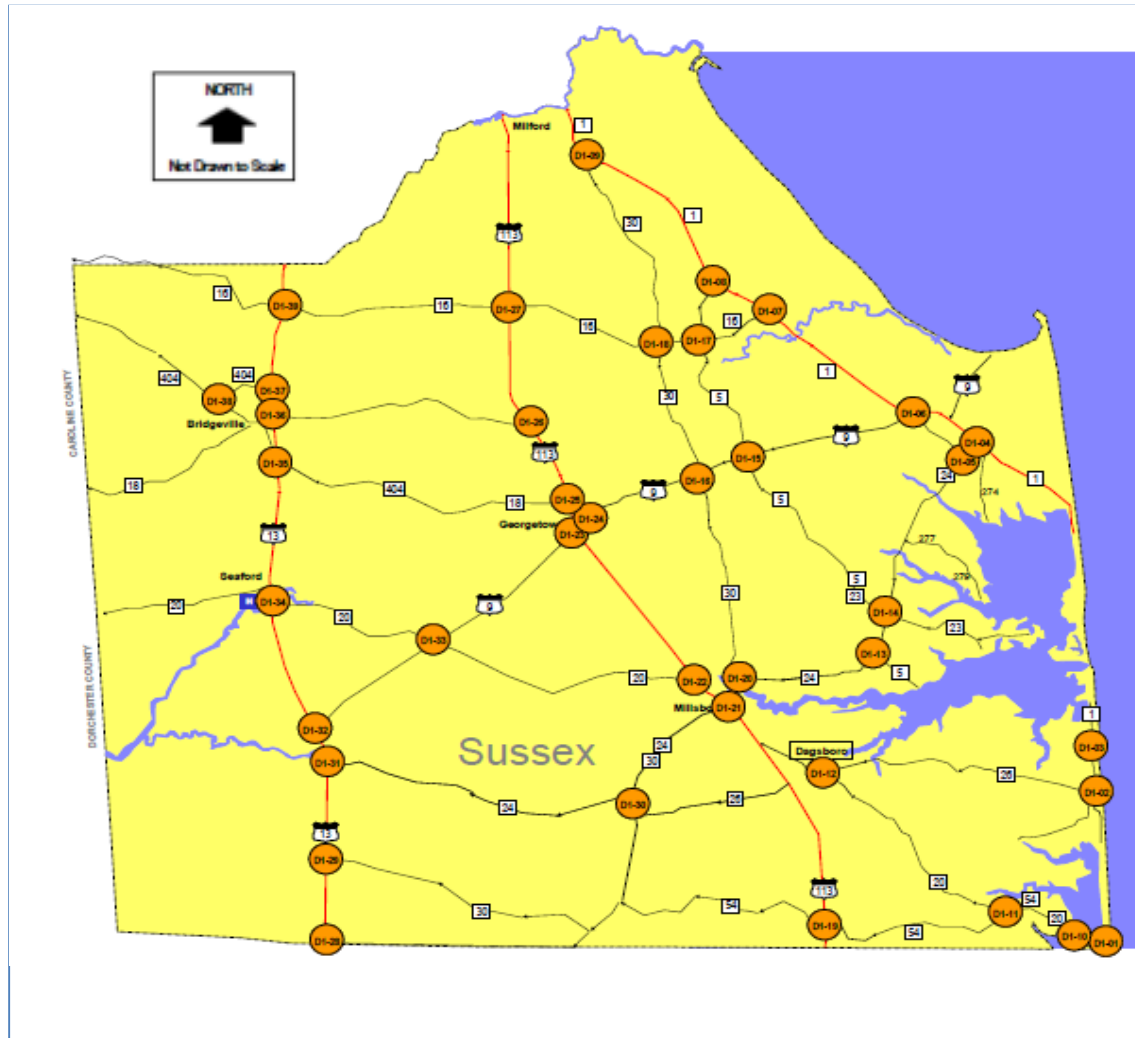 NORTH
Not Drawn to Scale
Milford
1
D1-09
30
1
113
D1-08
16
D1-39
16
D1-27
16
D1-18
D1-17
16
D1-07
404
404
D1-37
D1-38
D1-36
Bridgeville
CAROLINE COUNTY
30
5
1
9
D1-26
113
D1-06
D1-04
D1-05
24
274
1
D1-35
18
404
18
D1-25
D1-24
Georgetow
D1-23
9
D1-16
D1-15
9
5
13
277
279
Seaford
20
H
D1-34
20
D1-33
9
30
5
23
D1-14
23
D1-13
5
DORCHESTER COUNTY
20
D1-22
D1-20
24
Millsbo
D1-21
D1-32
D1-31
Sussex
24
30
Dagsboro
D1-12
1
D1-03
26
D1-02
24
D1-30
26
13
D1-29
30
54
113
D1-19
54
20
D1-11
54
20
D1-10
D1-01
D1-28